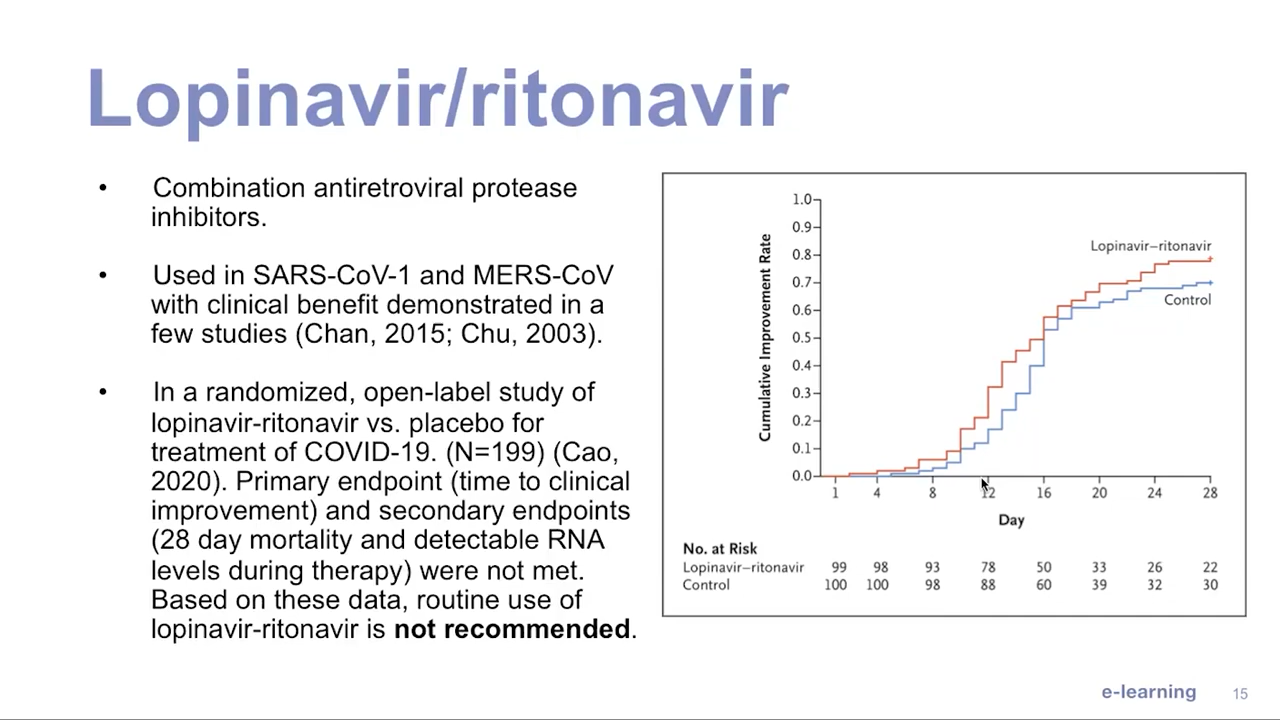 Lopinavir/ritonavir
• Combination antiretroviral protease
inhibitors.
• Used in SARS-CoV-1 and MERS-CoV
with clinical benefit demonstrated in a
few studies (Chan, 2015; Chu, 2003).
• In a randomized, open-label study of
lopinavir-ritonavir vs. placebo for
treatment of COVID-19. (N=199) (Cao,
2020). Primary endpoint (time to clinical
improvement) and secondary endpoints
(28 day mortality and detectable RNA
levels during therapy) were not met.
Based on these data, routine use of
lopinavir-ritonavir is not recommended.
Cumulative Improvement Rate
1.0
0.9
0.8
0.7
0.6
0.5
0.4
0.3
0.2
0.1
0.0
Lopinavir–ritonavir
Control
1 4 8 12 16 20 24 28
Day
No. at Risk
Lopinavir–ritonavir 99 98 93 78 50 33 26 22
Control 100 100 98 88 60 39 32 30
e-learning 15